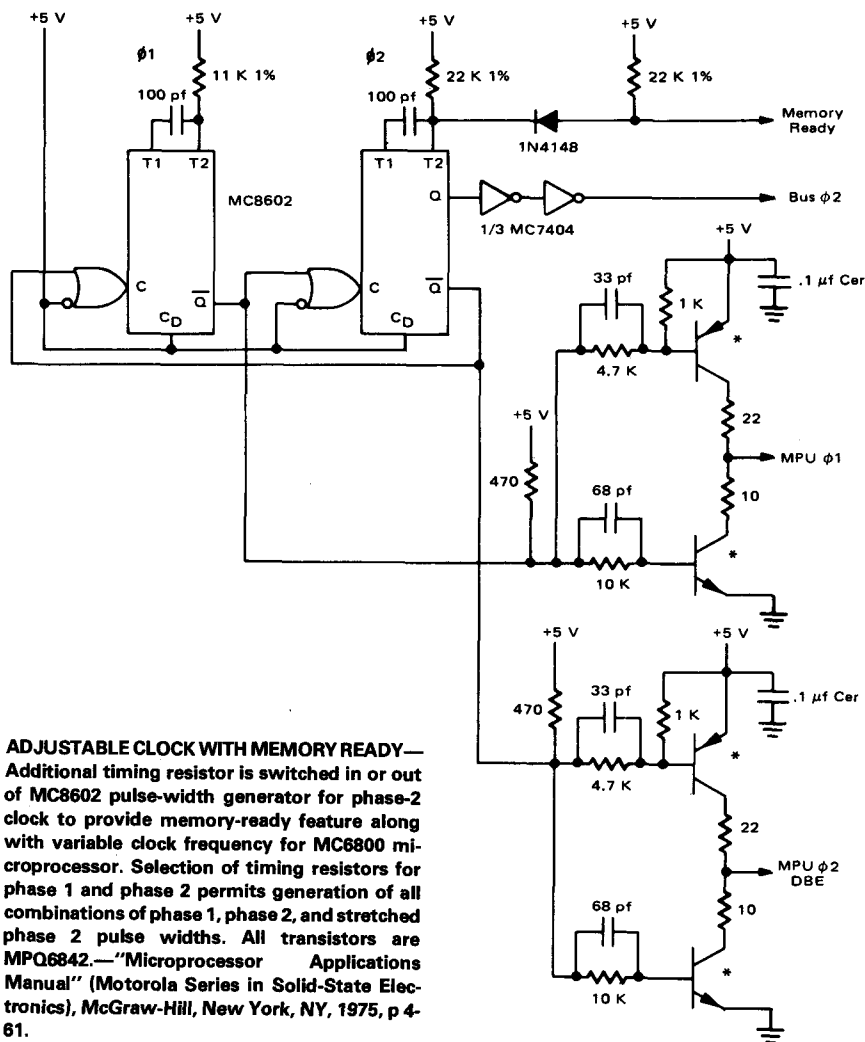 +5 V
+5 V
+5 V
+5 V
ϕ1
ϕ2
11 K 1%
22 K 1%
22 K 1%
100 pf
100 pf
Memory
Ready
1N4148
T1
T2
T1
T2
MC8602
Q
Bus ϕ2
1/3 MC7404
+5 V
C
Q
C
Q
CD
CD
33 pf
1 K
.1 μf Cer
*
4.7 K
22
+5 V
MPU ϕ1
470
68 pf
10
*
10 K
+5 V
+5 V
33 pf
1 K
.1 μf Cer
470
*
4.7 K
22
MPU ϕ2
DBE
68 pf
10
*
10 K
ADJUSTABLE CLOCK WITH MEMORY READY—
Additional timing resistor is switched in or out
of MC8602 pulse-width generator for phase-2
clock to provide memory-ready feature along
with variable clock frequency for MC6800 mi-
croprocessor. Selection of timing resistors for
phase 1 and phase 2 permits generation of all
combinations of phase 1, phase 2, and stretched
phase 2 pulse widths. All transistors are
MPQ6842.—"Microprocessor Applications
Manual" (Motorola Series in Solid-State Elec-
tronics), McGraw-Hill, New York, NY, 1975, p 4-
61.